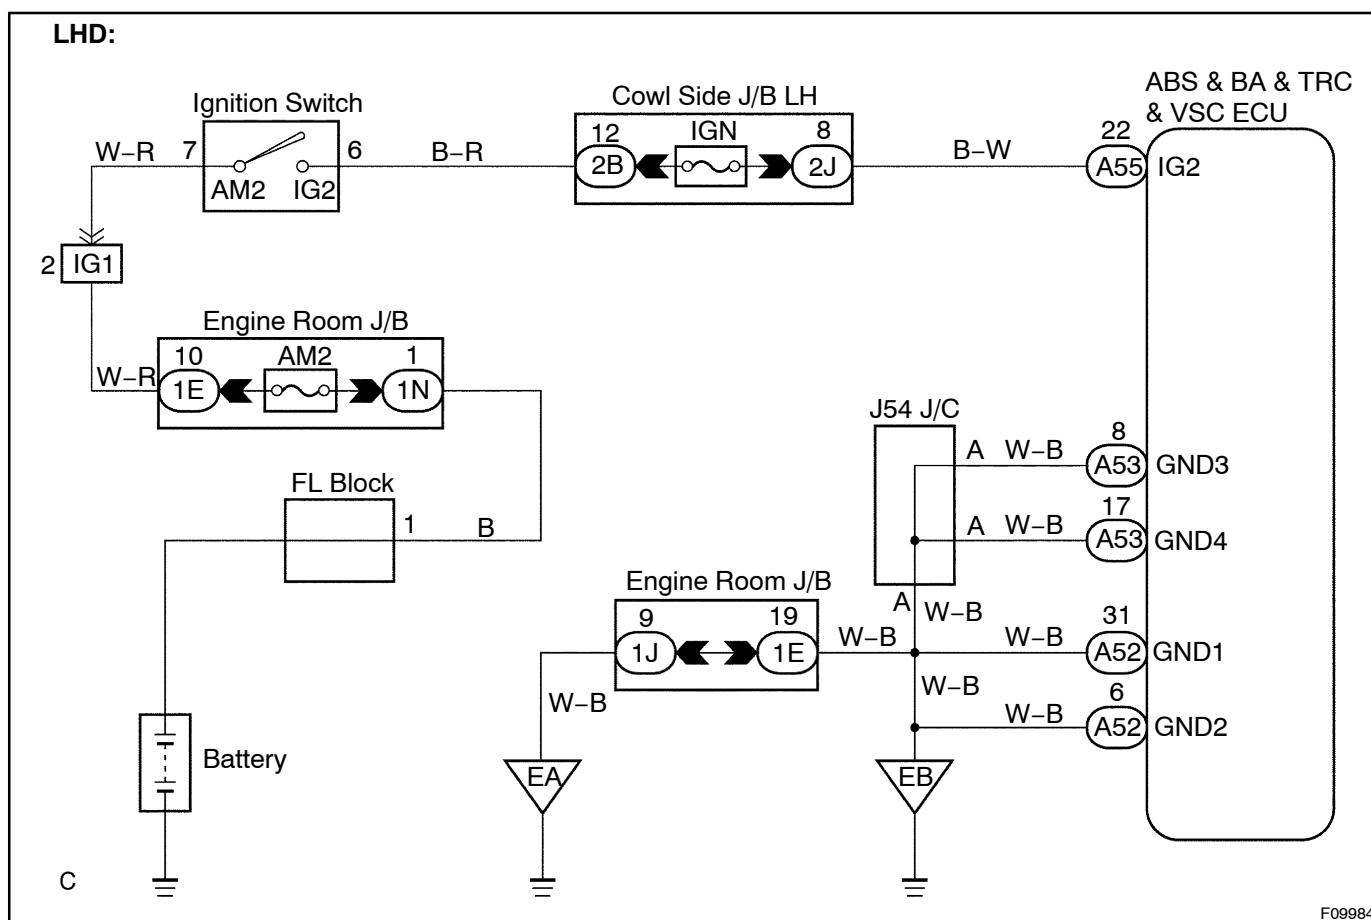 LHD:
ABS & BA & TRC
& VSC ECU
Ignition Switch
Cowl Side J/B LH
W–R 7 AM2 IG2 6 B–R
12 2B IGN 8 2J
B–W
22 A55 IG2
2 IG1
Engine Room J/B
W–R 10 1E AM2 1 1N
FL Block
1 B
J54 J/C
A W–B 8 A53 GND3
A W–B 17 A53 GND4
A W–B
Engine Room J/B
9 1J 19 1E W–B
W–B 31 A52 GND1
W–B
W–B
W–B 6 A52 GND2
Battery
EA
EB
C
F09984